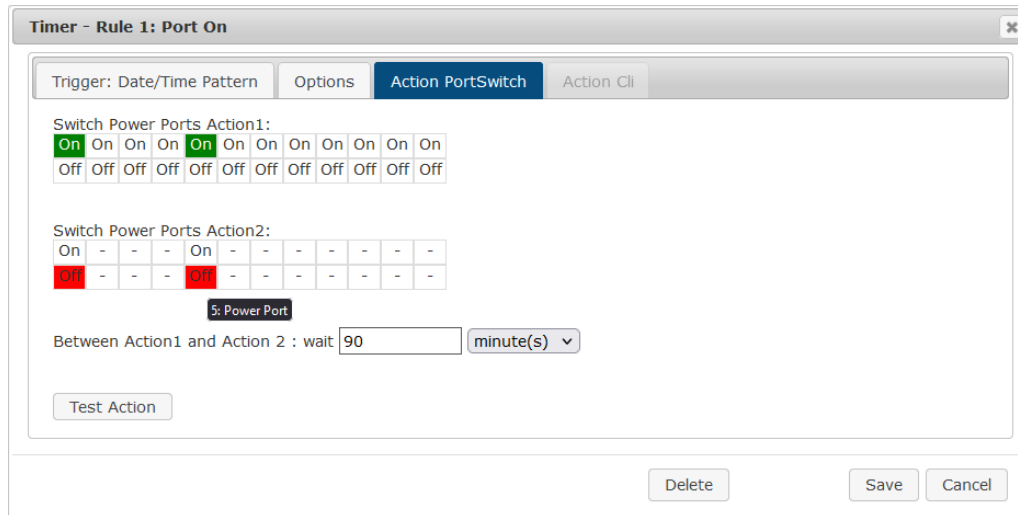 Timer - Rule 1: Port On
Trigger: Date/Time Pattern Options Action PortSwitch Action Cli
Switch Power Ports Action1:
On On On On On On On On On On On On
Off Off Off Off Off Off Off Off Off Off Off Off
Switch Power Ports Action2:
On - - - On - - - - - - -
Off - - - Off - - - - - - -
5: Power Port
Between Action1 and Action 2 : wait 90 minute(s)
Test Action
Delete Save Cancel